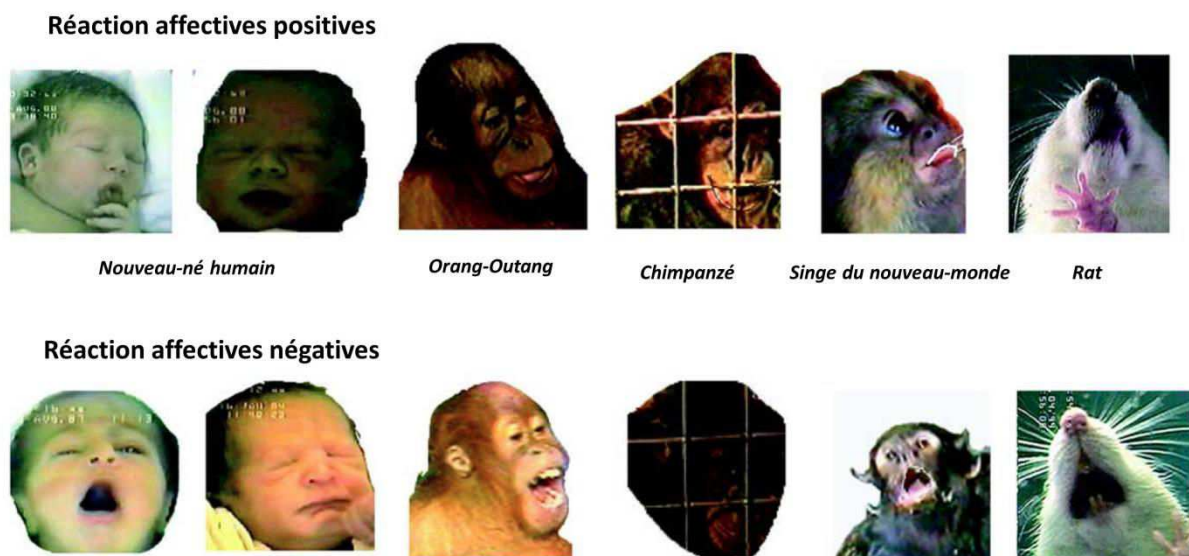 Réaction affectives positives
Nouveau-né humain
Orang-Outang
Chimpanzé
Singe du nouveau-monde
Rat
Réaction affectives négatives